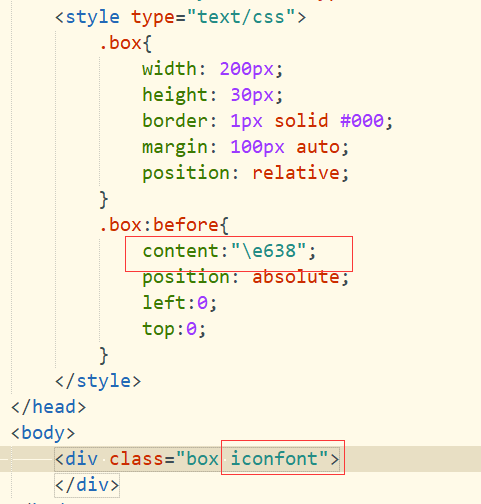 <style type="text/css">
.box{
width: 200px;
height: 30px;
border: 1px solid #000;
margin: 100px auto;
position: relative;
}
.box:before{
content:"\e638";
position: absolute;
left:0;
top:0;
}
</style>
</head>
<body>
<div class="box iconfont">
</div>